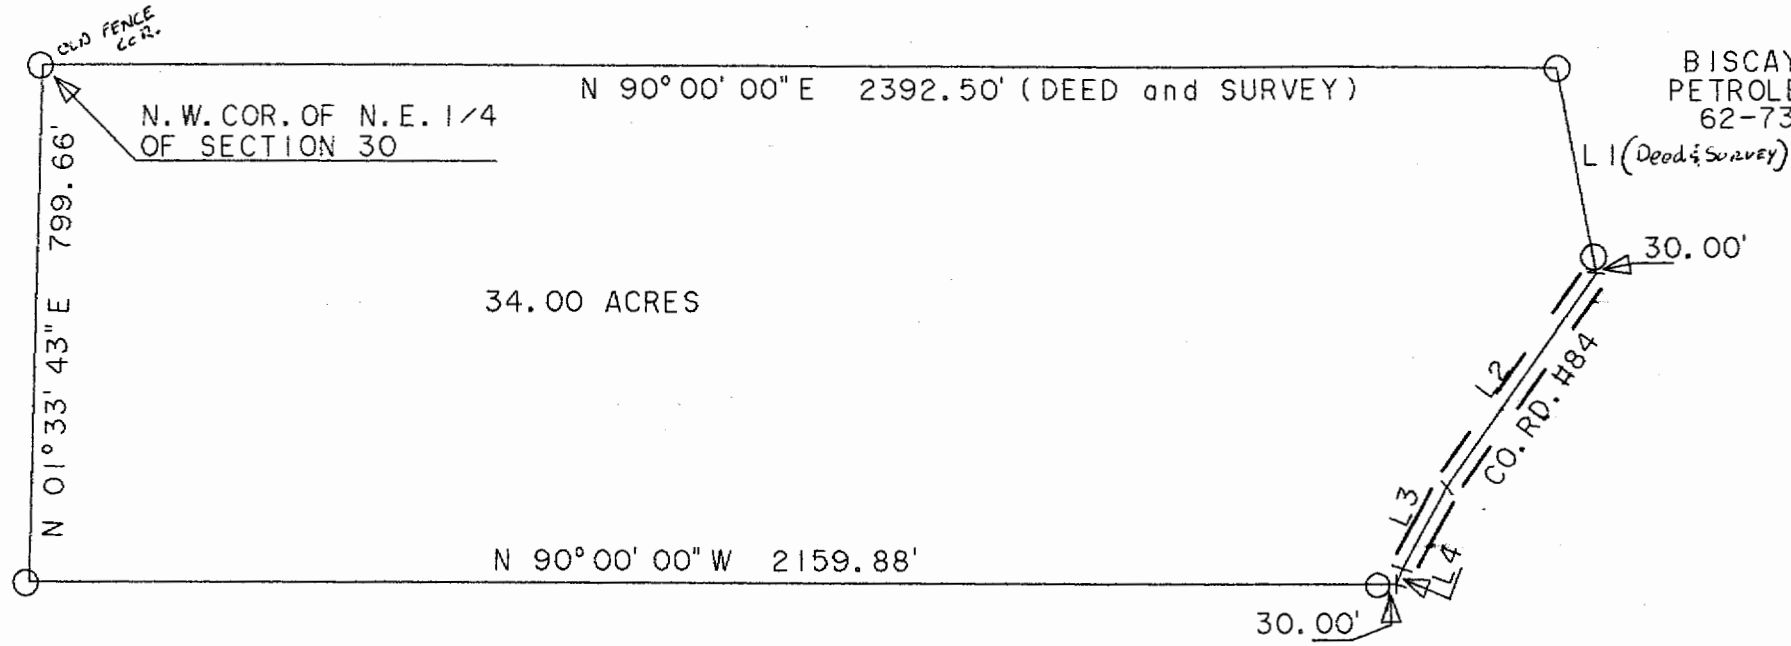 OLD FENCE
COR.
N 90°00'00"E 2392.50' (DEED and SURVEY)
BISCAY
PETROLE
62-73
N.W. COR. OF N.E. 1/4
OF SECTION 30
L1 (Deed & Survey)
N 01°33'43"E 799.66'
30.00'
34.00 ACRES
L2
CO. RD. #84
L3
L4
N 90°00'00"W 2159.88'
30.00'